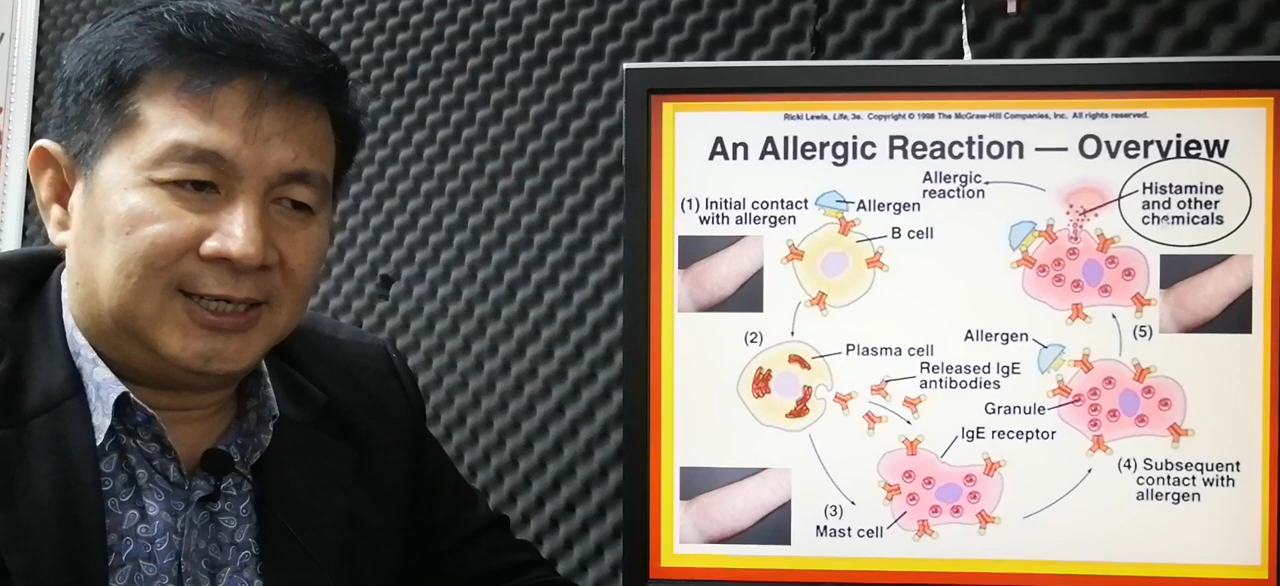 Ricki Lewis, Life, 3e. Copyright © 1998 The McGraw-Hill Companies, Inc. All rights reserved.
An Allergic Reaction — Overview
(1) Initial contact
with allergen
Allergen
B cell
Allergic
reaction
Histamine
and other
chemicals
(2)
Plasma cell
Released IgE
antibodies
IgE receptor
(3)
Mast cell
Allergen
Granule
(4) Subsequent
contact with
allergen
(5)